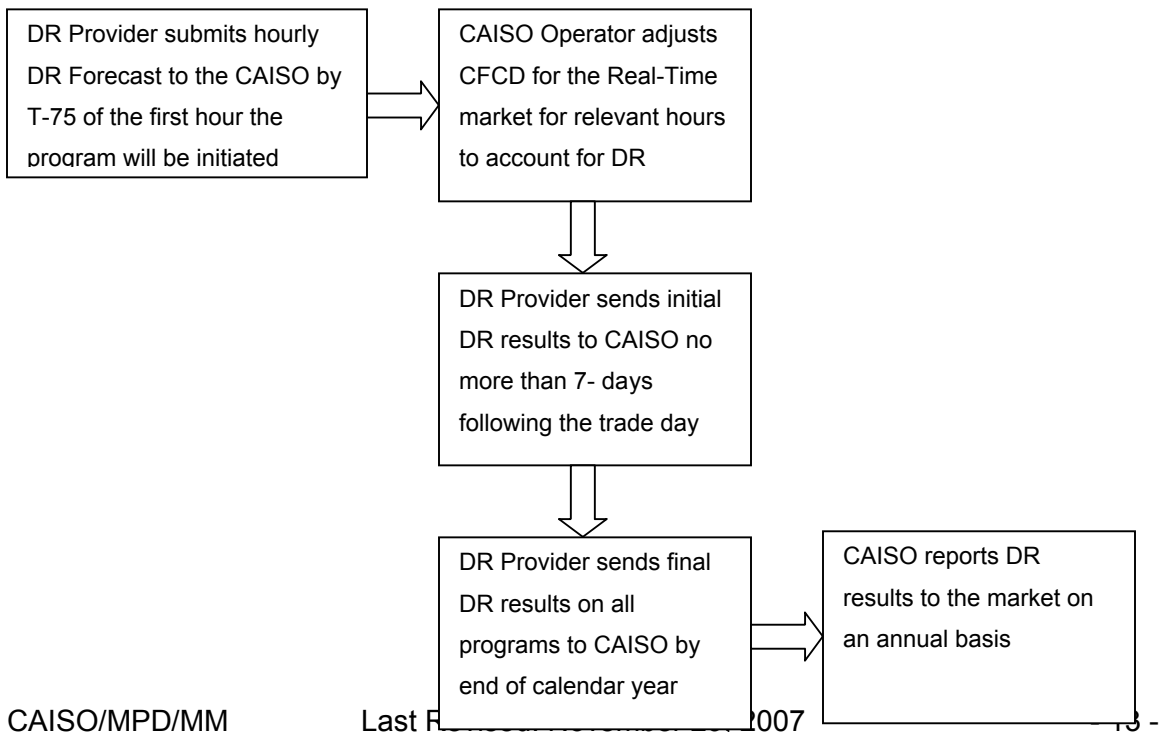 DR Provider submits hourly
DR Forecast to the CAISO by
T-75 of the first hour the
program will be initiated
CAISO Operator adjusts
CFCD for the Real-Time
market for relevant hours
to account for DR
DR Provider sends initial
DR results to CAISO no
more than 7- days
following the trade day
DR Provider sends final
DR results on all
programs to CAISO by
end of calendar year
CAISO reports DR
results to the market on
an annual basis
CAISO/MPD/MM Last Revised: November 2007 - 13 -